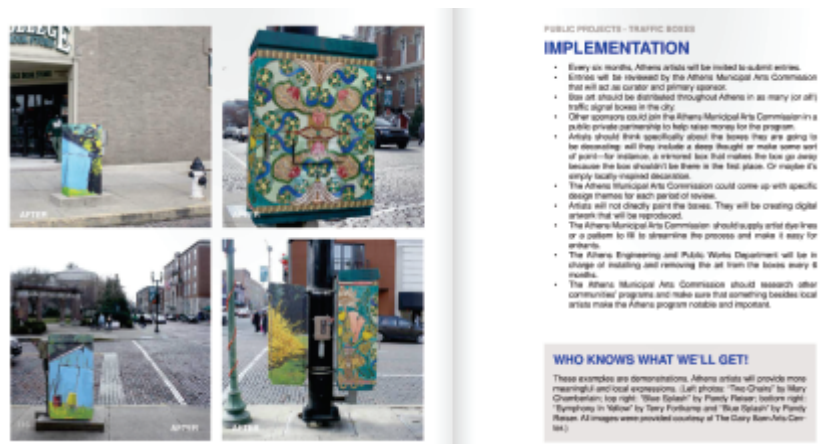 LLEGE
AFTER
AFTER
AFTER
PUBLIC PROJECTS - TRAFFIC BOXES
IMPLEMENTATION
• Every six months, Athens artists will be invited to submit entries.
• Entries will be reviewed by the Athens Municipal Arts Commission
that will act as curator and primary sponsor.
• Box art should be distributed throughout Athens in as many (or all)
traffic signal boxes in the city.
• Other sponsors could join the Athens Municipal Arts Commission in a
public private partnership to help raise money for the program.
• Artists should think specifically about the boxes they are going to
be decorating: will they include a deep thought or make some sort
of point—for instance, a mirrored box that makes the box go away
because the box shouldn't be there in the first place. Or maybe it's
simply locally-inspired decoration.
• The Athens Municipal Arts Commission could come up with specific
design themes for each period of review.
• Artists will not directly paint the boxes. They will be creating digital
artwork that will be reproduced.
• The Athens Municipal Arts Commission should supply artist dye lines
or a pattern to fill to streamline the process and make it easy for
entrants.
• The Athens Engineering and Public Works Department will be in
charge of installing and removing the art from the boxes every 6
months.
• The Athens Municipal Arts Commission should research other
communities' programs and make sure that something besides local
artists make the Athens program notable and important.
WHO KNOWS WHAT WE'LL GET!
These examples are demonstrations, Athens artists will provide more
meaningful and local expressions. (Left photos: "Two Chairs" by Mary
Chamberlain; top right: "Blue Splash" by Pandy Reiser; bottom right:
"Symphony in Yellow" by Terry Fortkamp and "Blue Splash" by Pandy
Reiser. All images were provided courtesy of The Dairy Barn Arts Cen-
ter.)